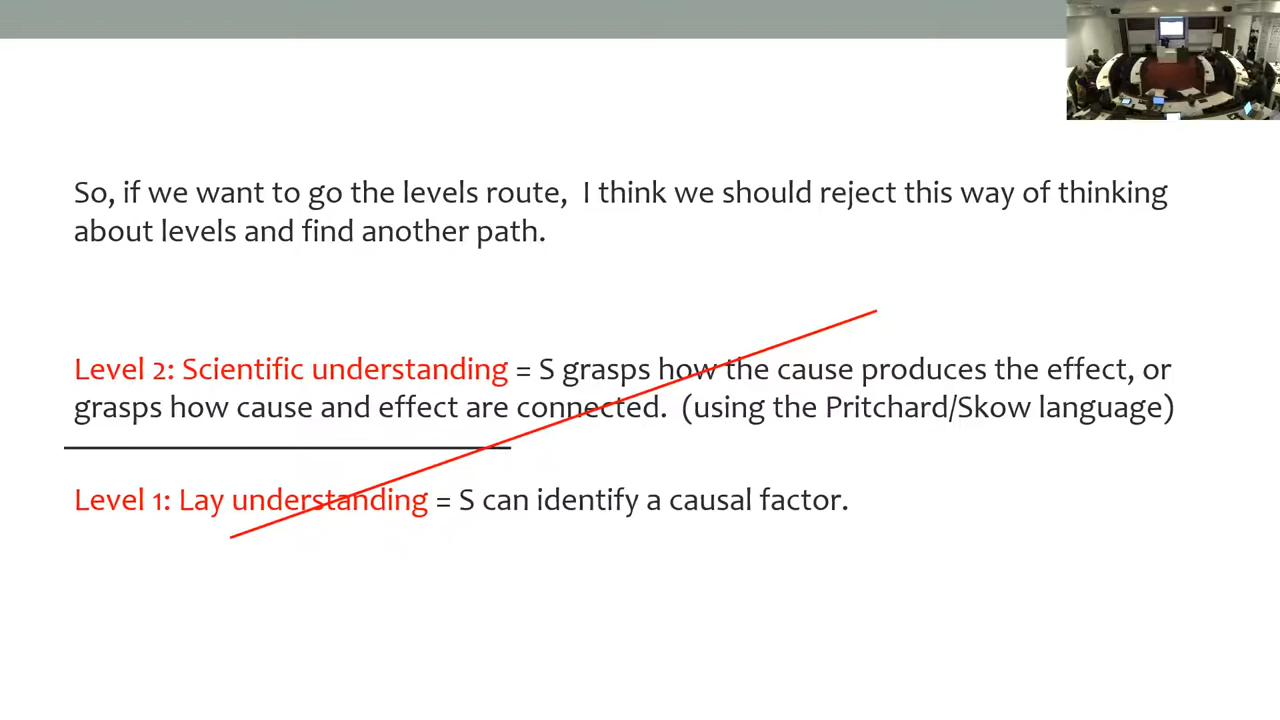 So, if we want to go the levels route,  I think we should reject this way of thinking
about levels and find another path.
Level 2: Scientific understanding = S grasps how the cause produces the effect, or
grasps how cause and effect are connected.  (using the Pritchard/Skow language)
Level 1: Lay understanding = S can identify a causal factor.